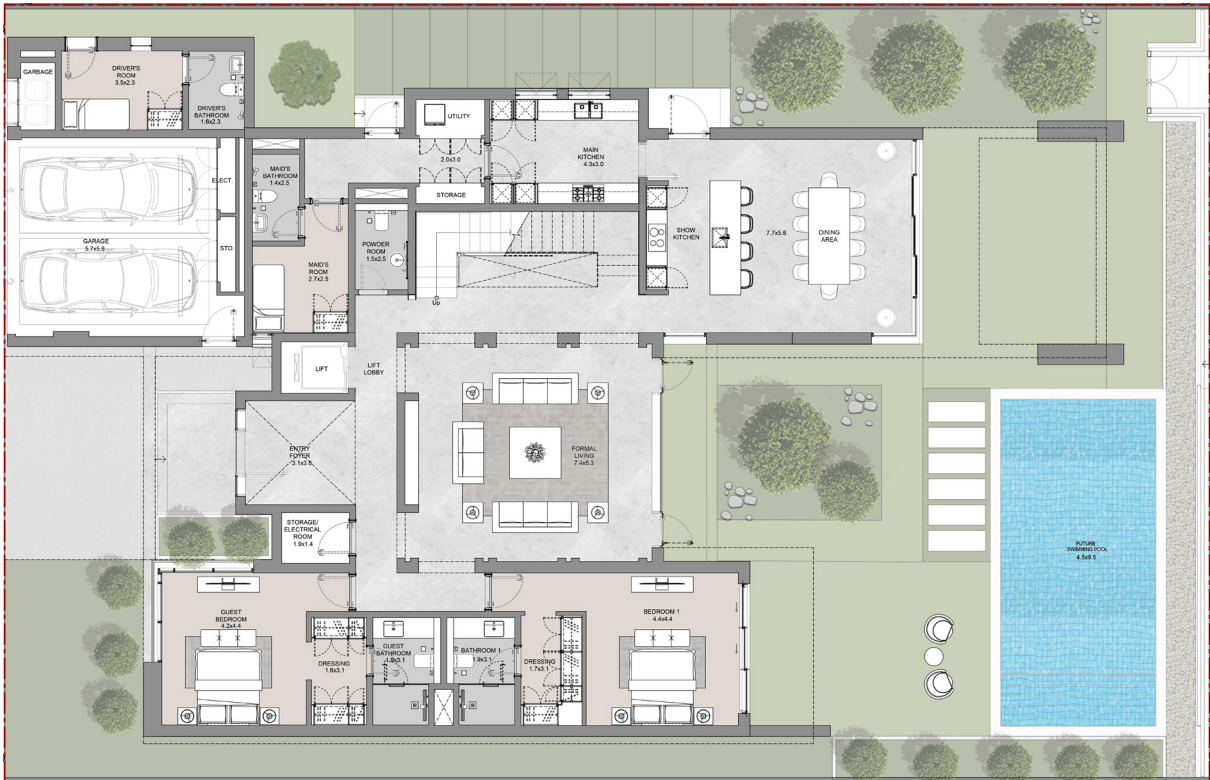 GARBAGE
DRIVER'S
ROOM
3.5x2.3
DRIVER'S
BATHROOM
1.6x2.3
UTILITY
2.0x3.0
STORAGE
MAIN
KITCHEN
4.3x3.0
MAID'S
BATHROOM
1.4x2.5
ELECT.
STO.
GARAGE
5.7x5.8
MAID'S
ROOM
2.7x2.5
POWDER
ROOM
1.5x2.5
Up
SHOW
KITCHEN
7.7x5.6
DINING
AREA
LIFT
LIFT
LOBBY
ENTRY
FOYER
FORMAL
LIVING
7.4x5.3
STORAGE/
ELECTRICAL
ROOM
1.9x1.4
FUTURE
SWIMMING POOL
4.5x9.5
GUEST
BEDROOM
4.2x4.4
DRESSING
1.6x3.1
GUEST
BATHROOM
1.9x3.1
BATHROOM 1
1.9x3.1
DRESSING
1.7x3.1
BEDROOM 1
4.4x4.4